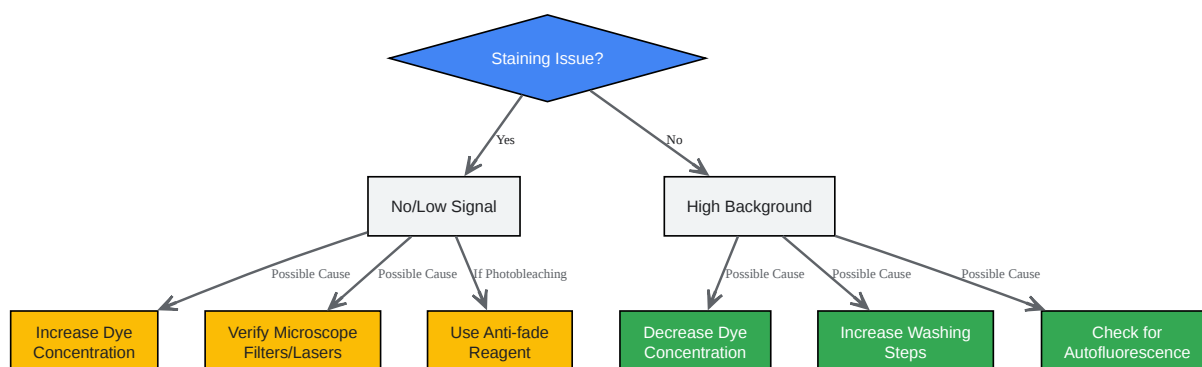 Staining Issue?
Yes
No
No/Low Signal
High Background
Possible Cause
Possible Cause
If Photobleaching
Possible Cause
Possible Cause
Possible Cause
Increase Dye
Concentration
Verify Microscope
Filters/Lasers
Use Anti-fade
Reagent
Decrease Dye
Concentration
Increase Washing
Steps
Check for
Autofluorescence